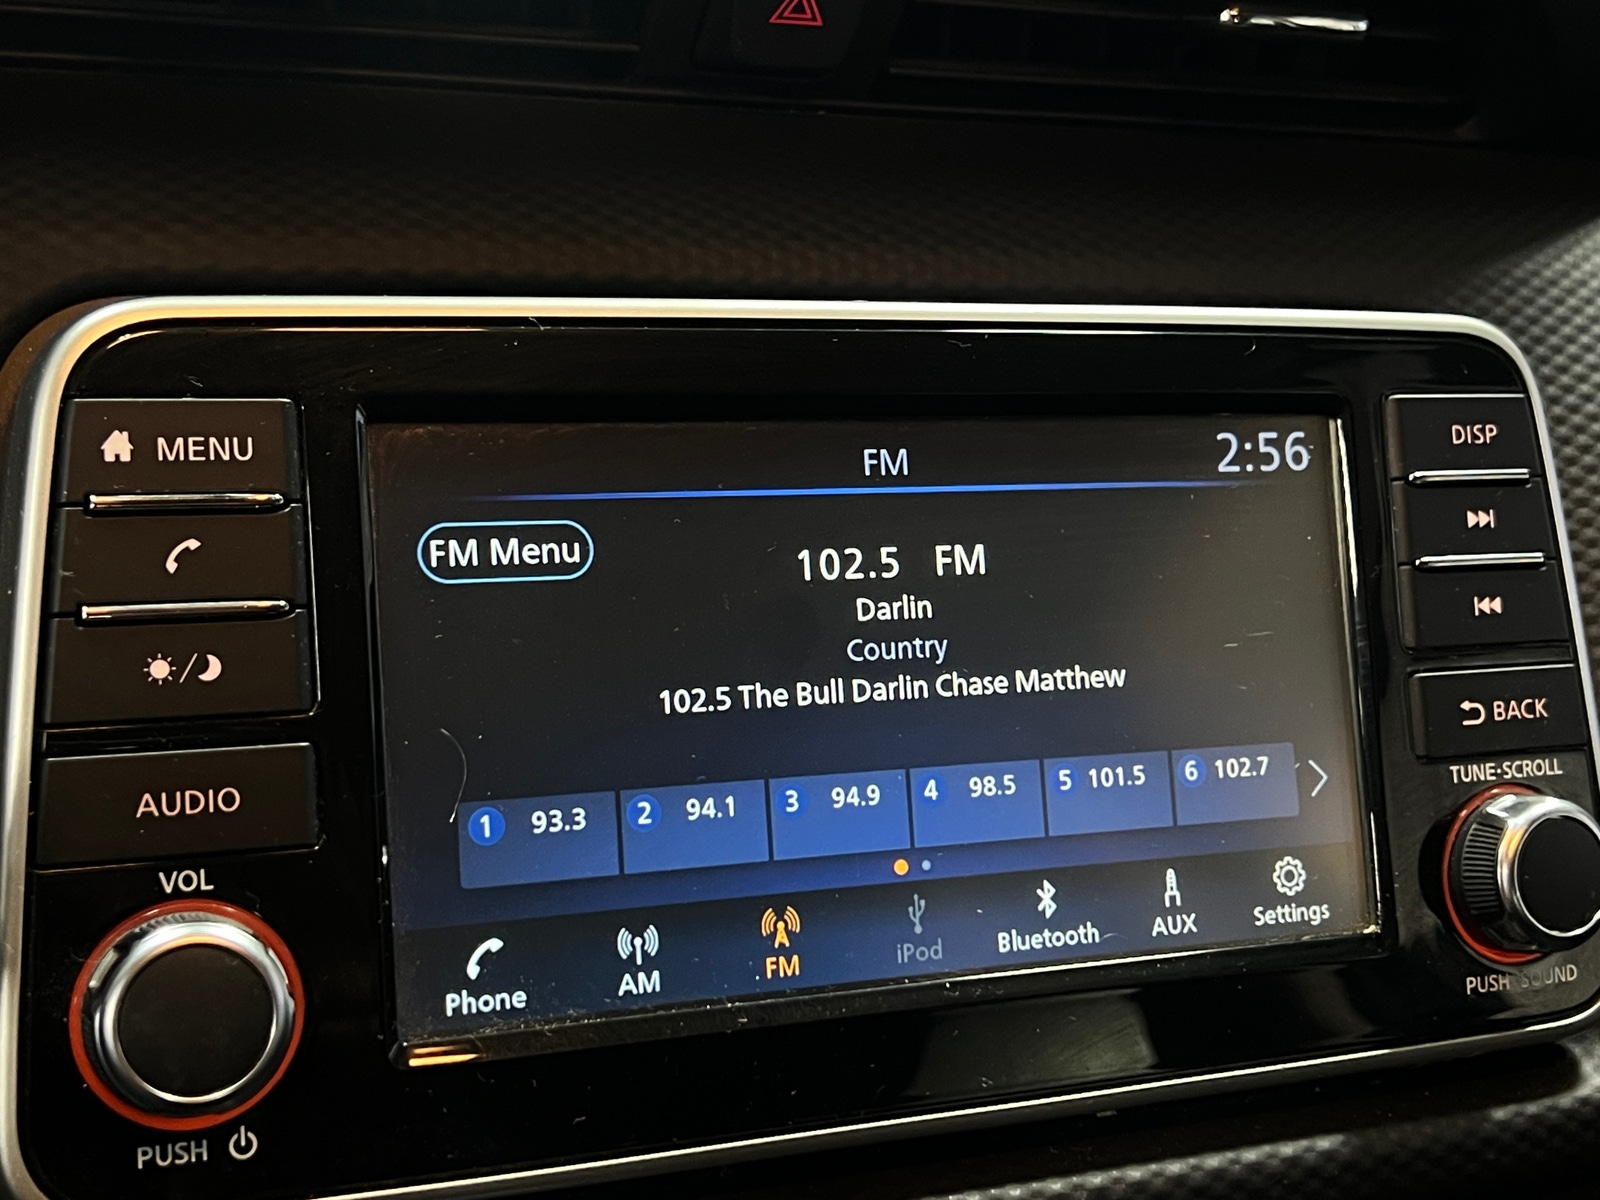 MENU
DISP
FM
2:56
FM Menu
102.5 FM
Darlin
Country
102.5 The Bull Darlin Chase Matthew
BACK
AUDIO
TUNE·SCROLL
1 93.3
2 94.1
3 94.9
4 98.5
5 101.5
6 102.7
VOL
Phone
AM
FM
iPod
Bluetooth
AUX
Settings
PUSH SOUND
PUSH